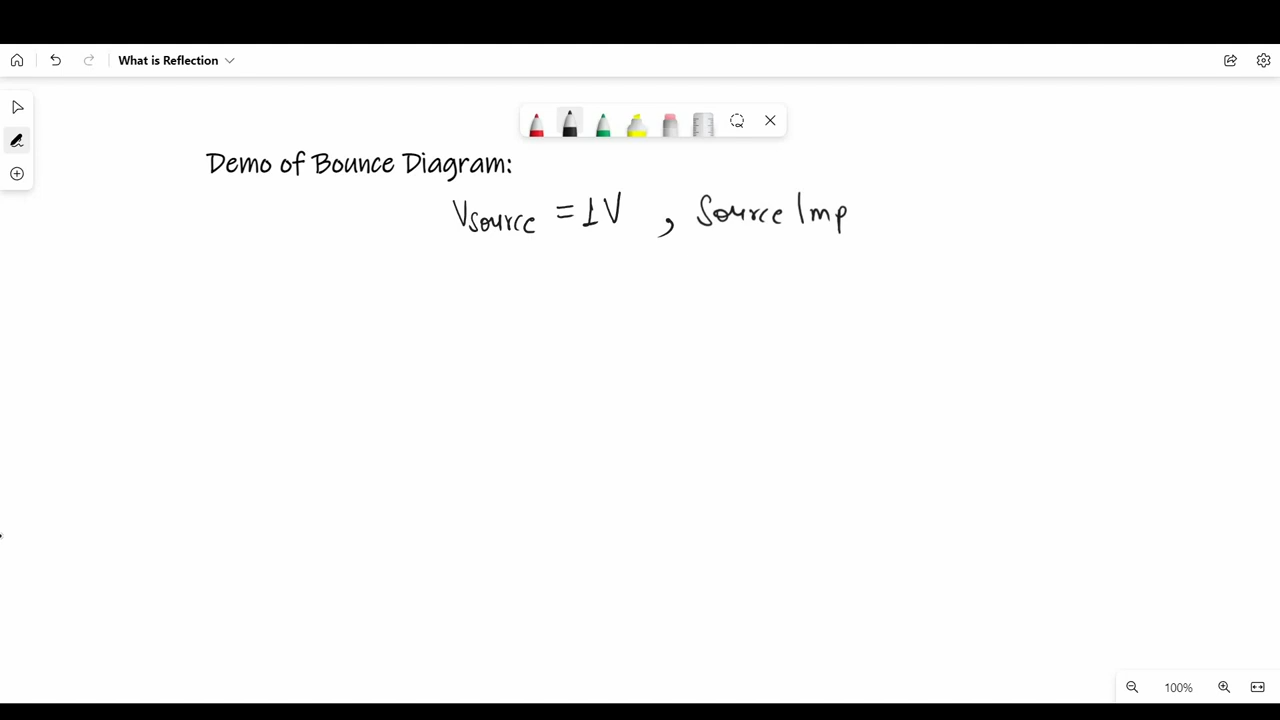 What is Reflection
Demo of Bounce Diagram:
Vsource = 1V , Source Imp
100%